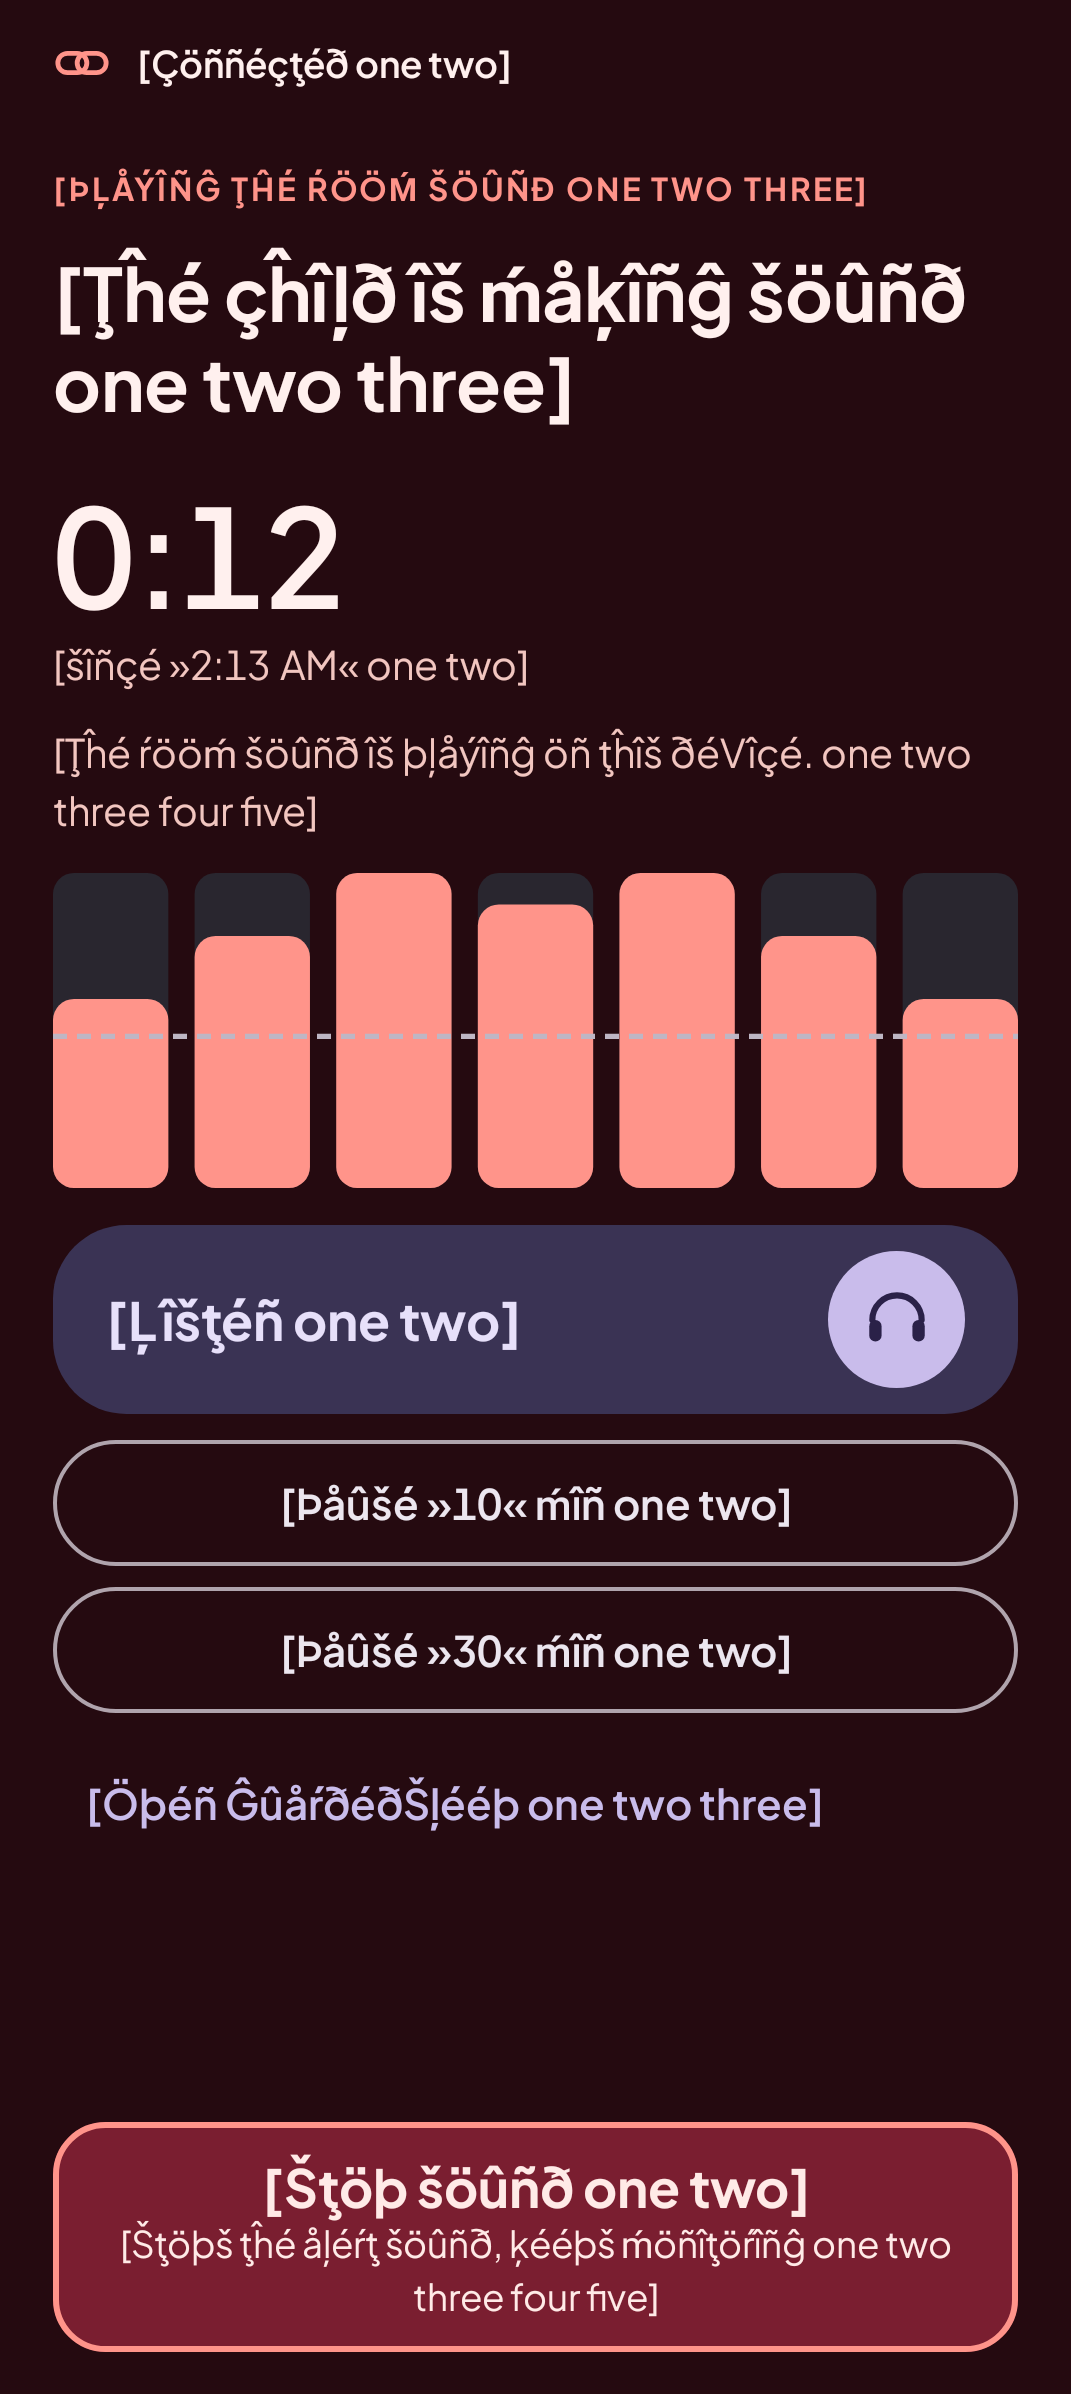 [Çöññéçţéð one two]
[ÞĻÅÝÎÑĜ ŢĤÉ ŔÖÖḾ ŠÖÛÑÐ ONE TWO THREE]
[Ţĥé çĥîļð îš ḿåķîñĝ šöûñð
one two three]
0:12
[šîñçé »2:13 AM« one two]
[Ţĥé ŕööḿ šöûñð îš þļåýîñĝ öñ ţĥîš ðéVîçé. one two
three four five]
[Ļîšţéñ one two]
[Þåûšé »10« ḿîñ one two]
[Þåûšé »30« ḿîñ one two]
[Öþéñ ĜûåŕðéðŠļééþ one two three]
[Šţöþ šöûñð one two]
[Šţöþš ţĥé åļéŕţ šöûñð, ķééþš ḿöñîţöŕîñĝ one two
three four five]